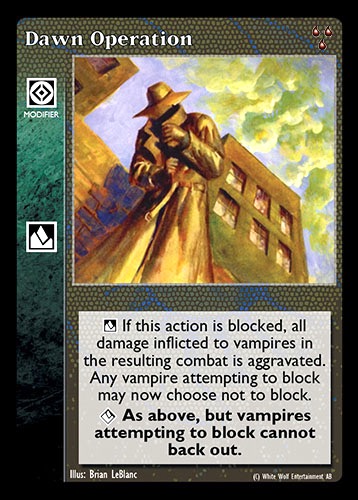 Dawn Operation
MODIFIER
If this action is blocked, all
damage inflicted to vampires in
the resulting combat is aggravated.
Any vampire attempting to block
may now choose not to block.
As above, but vampires
attempting to block cannot
back out.
Illus: Brian LeBlanc
(C) White Wolf Entertainment AB